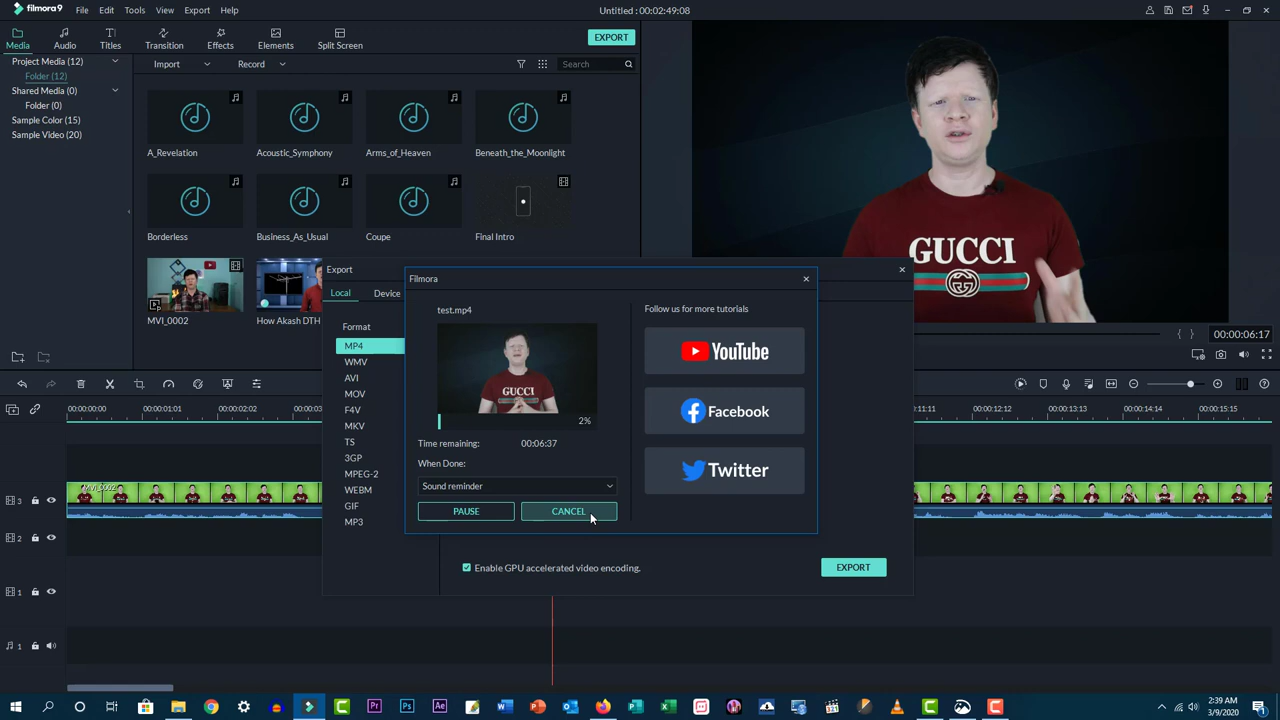 filmora9 File Edit Tools View Export Help Untitled : 00:02:49:08
Media Audio Titles Transition Effects Elements Split Screen EXPORT
Project Media (12) Import Record Search
Folder (12)
Shared Media (0)
Folder (0)
Sample Color (15)
Sample Video (20)
A_Revelation Acoustic_Symphony Arms_of_Heaven Beneath_the_Moonlight
Borderless Business_As_Usual Coupe Final Intro
MVI_0002 How Akash DTH
GUCCI
00:00:06:17
Export
Local Device
Format
MP4
WMV
AVI
MOV
F4V
MKV
TS
3GP
MPEG-2
WEBM
GIF
MP3
Filmora
test.mp4
GUCCI
2%
Time remaining: 00:06:37
When Done:
Sound reminder
PAUSE CANCEL
Follow us for more tutorials
YouTube
Facebook
Twitter
Enable GPU accelerated video encoding. EXPORT
00:00:00:00 00:00:01:01 00:00:02:02 00:00:03 11:11 00:00:12:12 00:00:13:13 00:00:14:14 00:00:15:15
MVI_0002
3
2
1
1
2:39 AM
3/9/2020